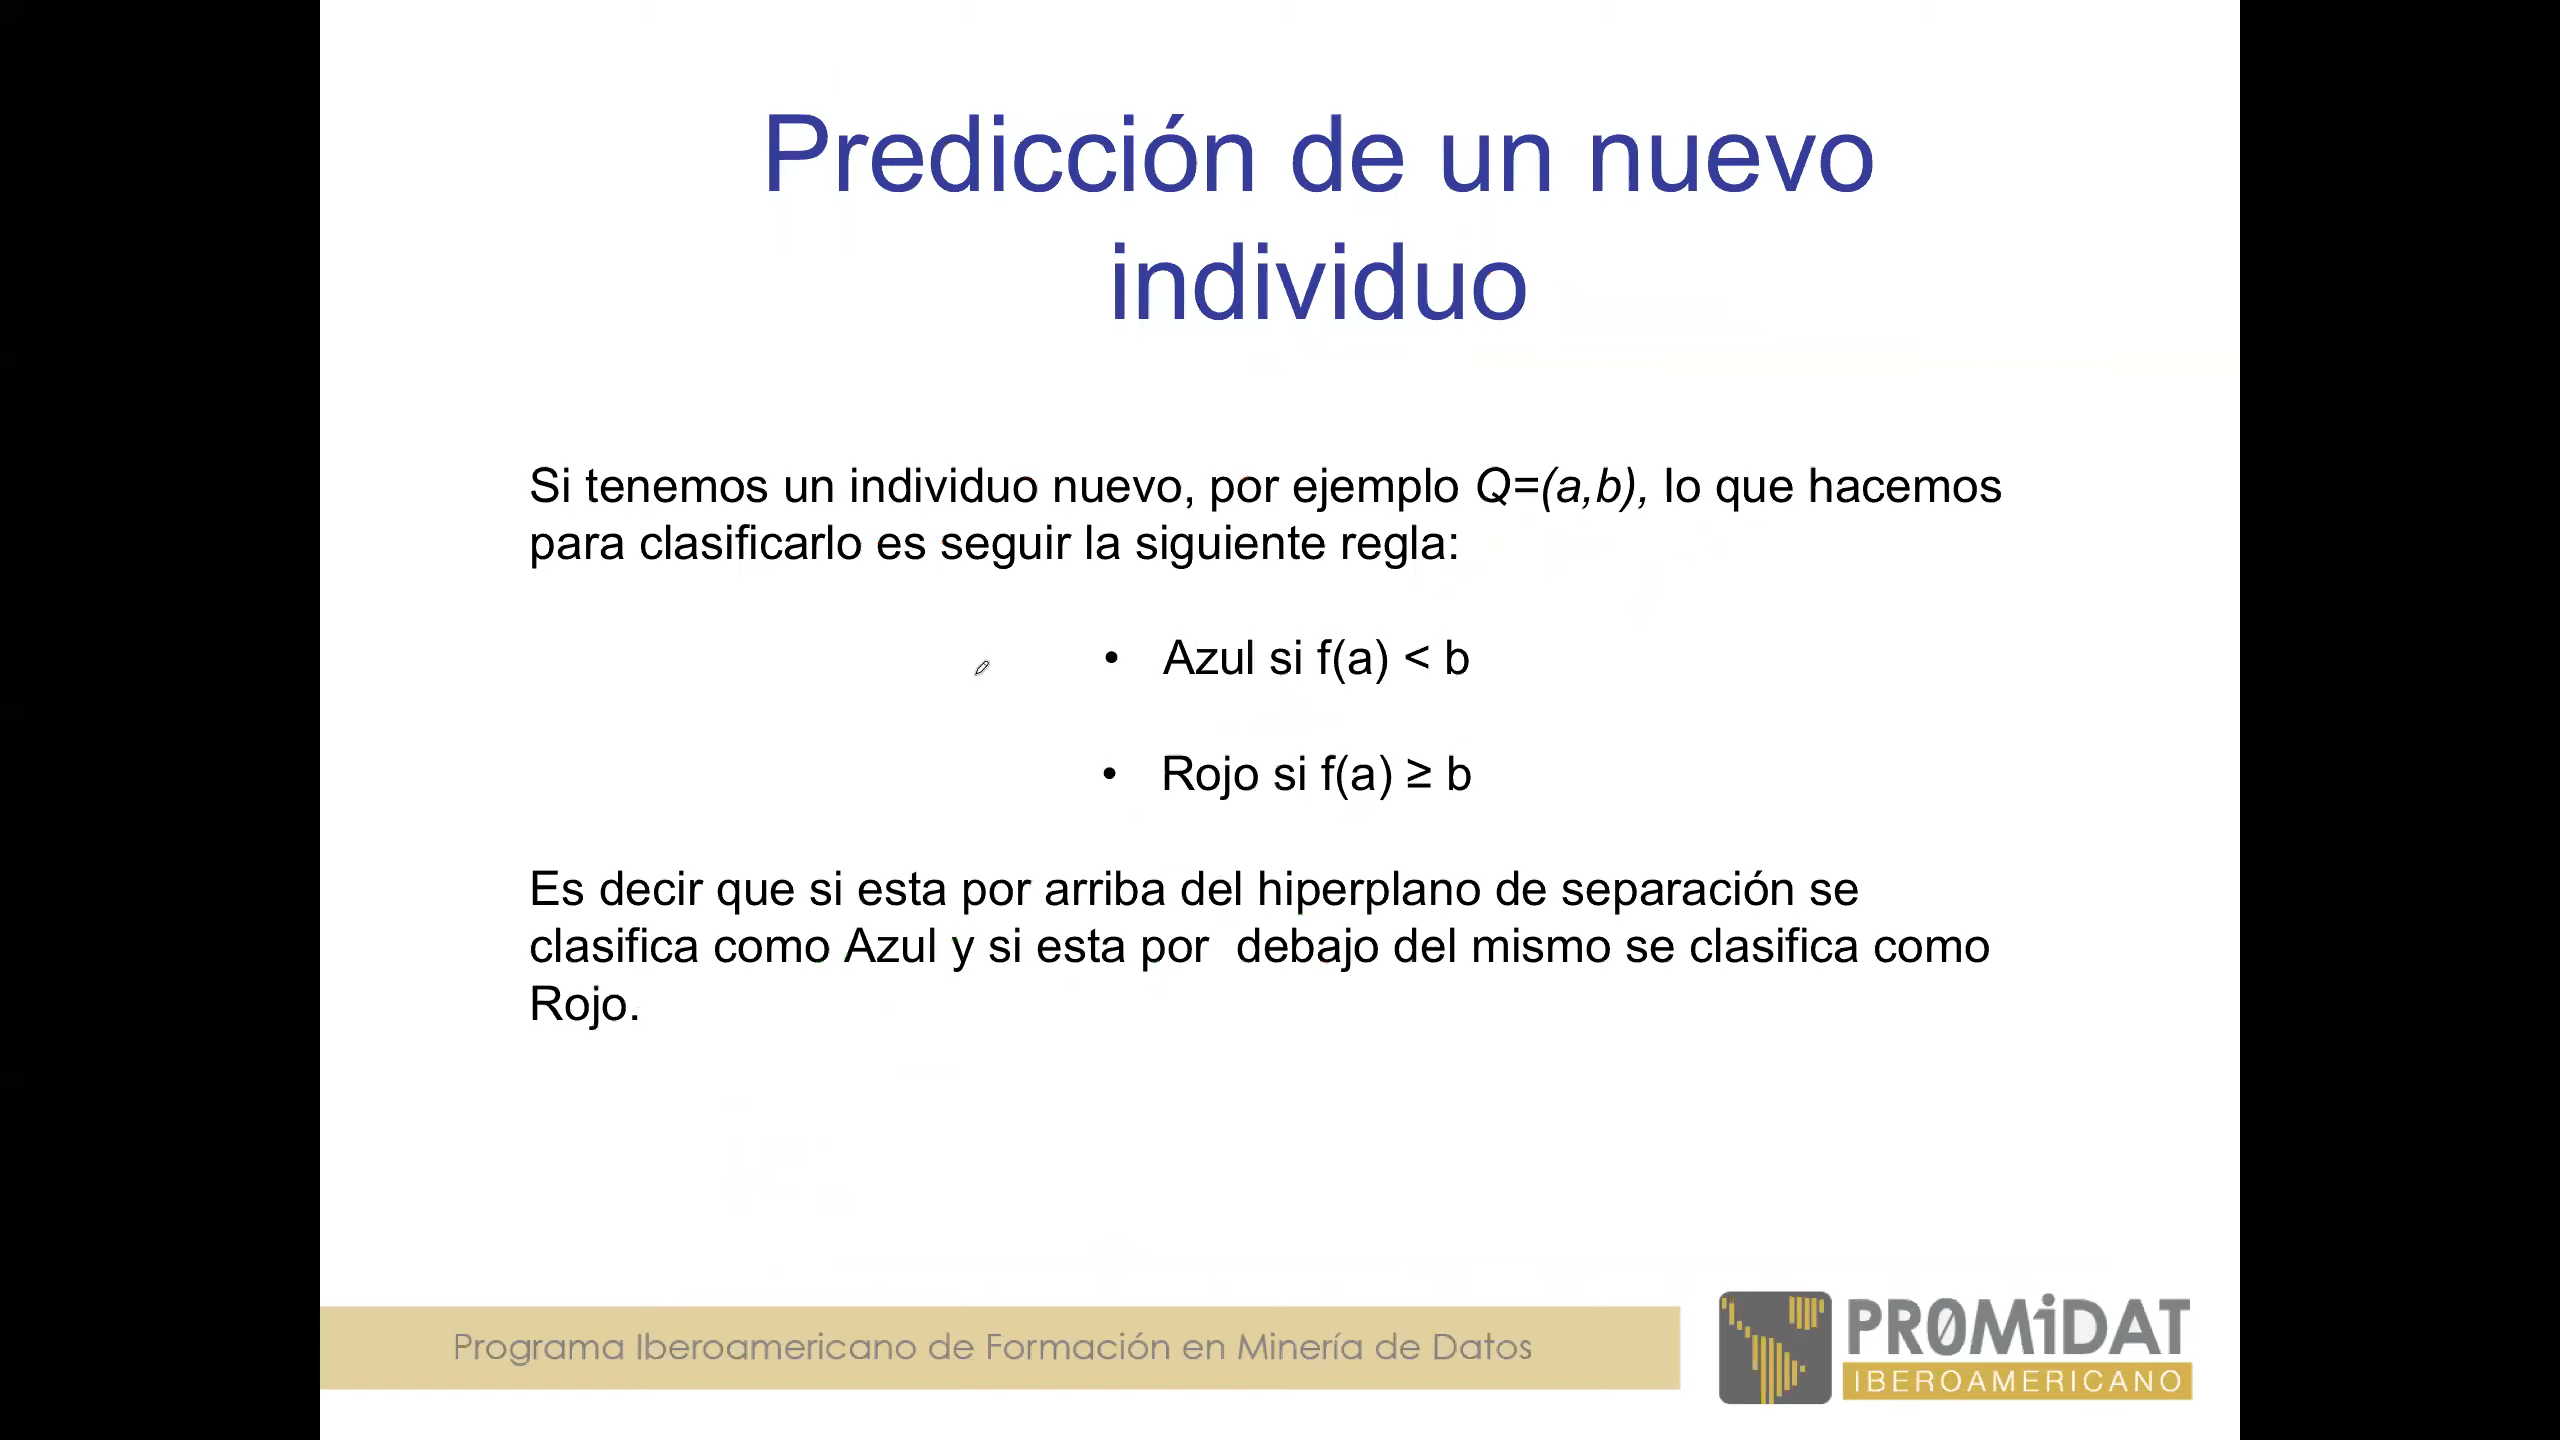 Predicción de un nuevo
individuo
Si tenemos un individuo nuevo, por ejemplo Q=(a,b), lo que hacemos
para clasificarlo es seguir la siguiente regla:
• Azul si f(a) < b
• Rojo si f(a) ≥ b
Es decir que si esta por arriba del hiperplano de separación se
clasifica como Azul y si esta por  debajo del mismo se clasifica como
Rojo.
Programa Iberoamericano de Formación en Minería de Datos
PR0MiDAT
IBEROAMERICANO